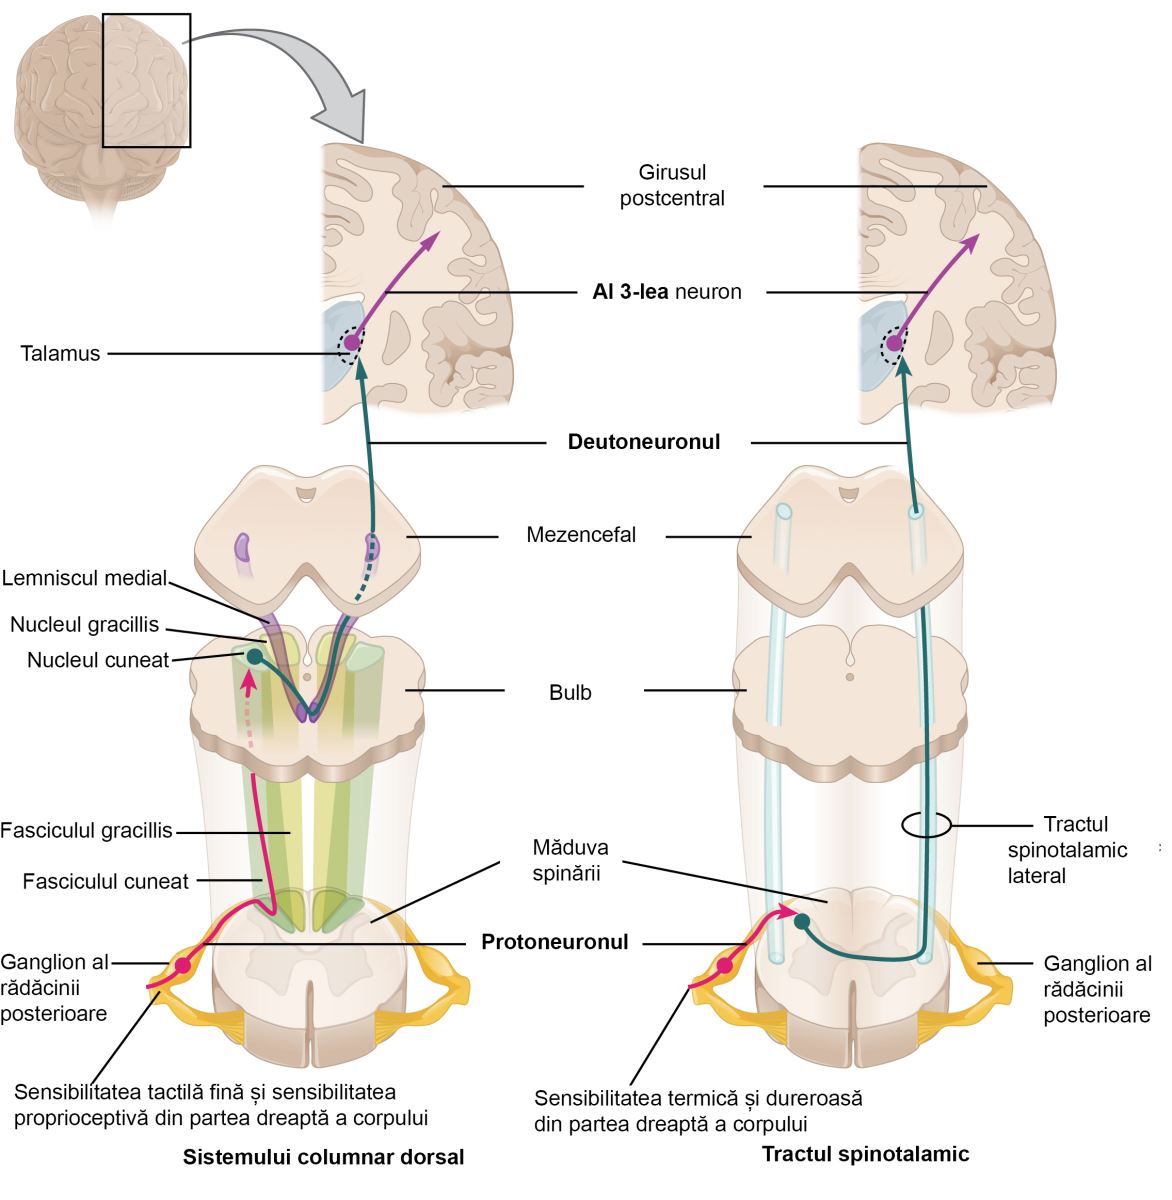 Girusul
postcentral
Al 3-lea neuron
Talamus
Deutoneuronul
Mezencefal
Lemniscul medial
Nucleul gracillis
Nucleul cuneat
Bulb
Fasciculul gracillis
Fasciculul cuneat
Măduva
spinării
Tractul
spinotalamic
lateral
Protoneuronul
Ganglion al
rădăcinii
posterioare
Ganglion al
rădăcinii
posterioare
Sensibilitatea tactilă fină și sensibilitatea
proprioceptivă din partea dreaptă a corpului
Sensibilitatea termică și dureroasă
din partea dreaptă a corpului
Sistemului columnar dorsal
Tractul spinotalamic